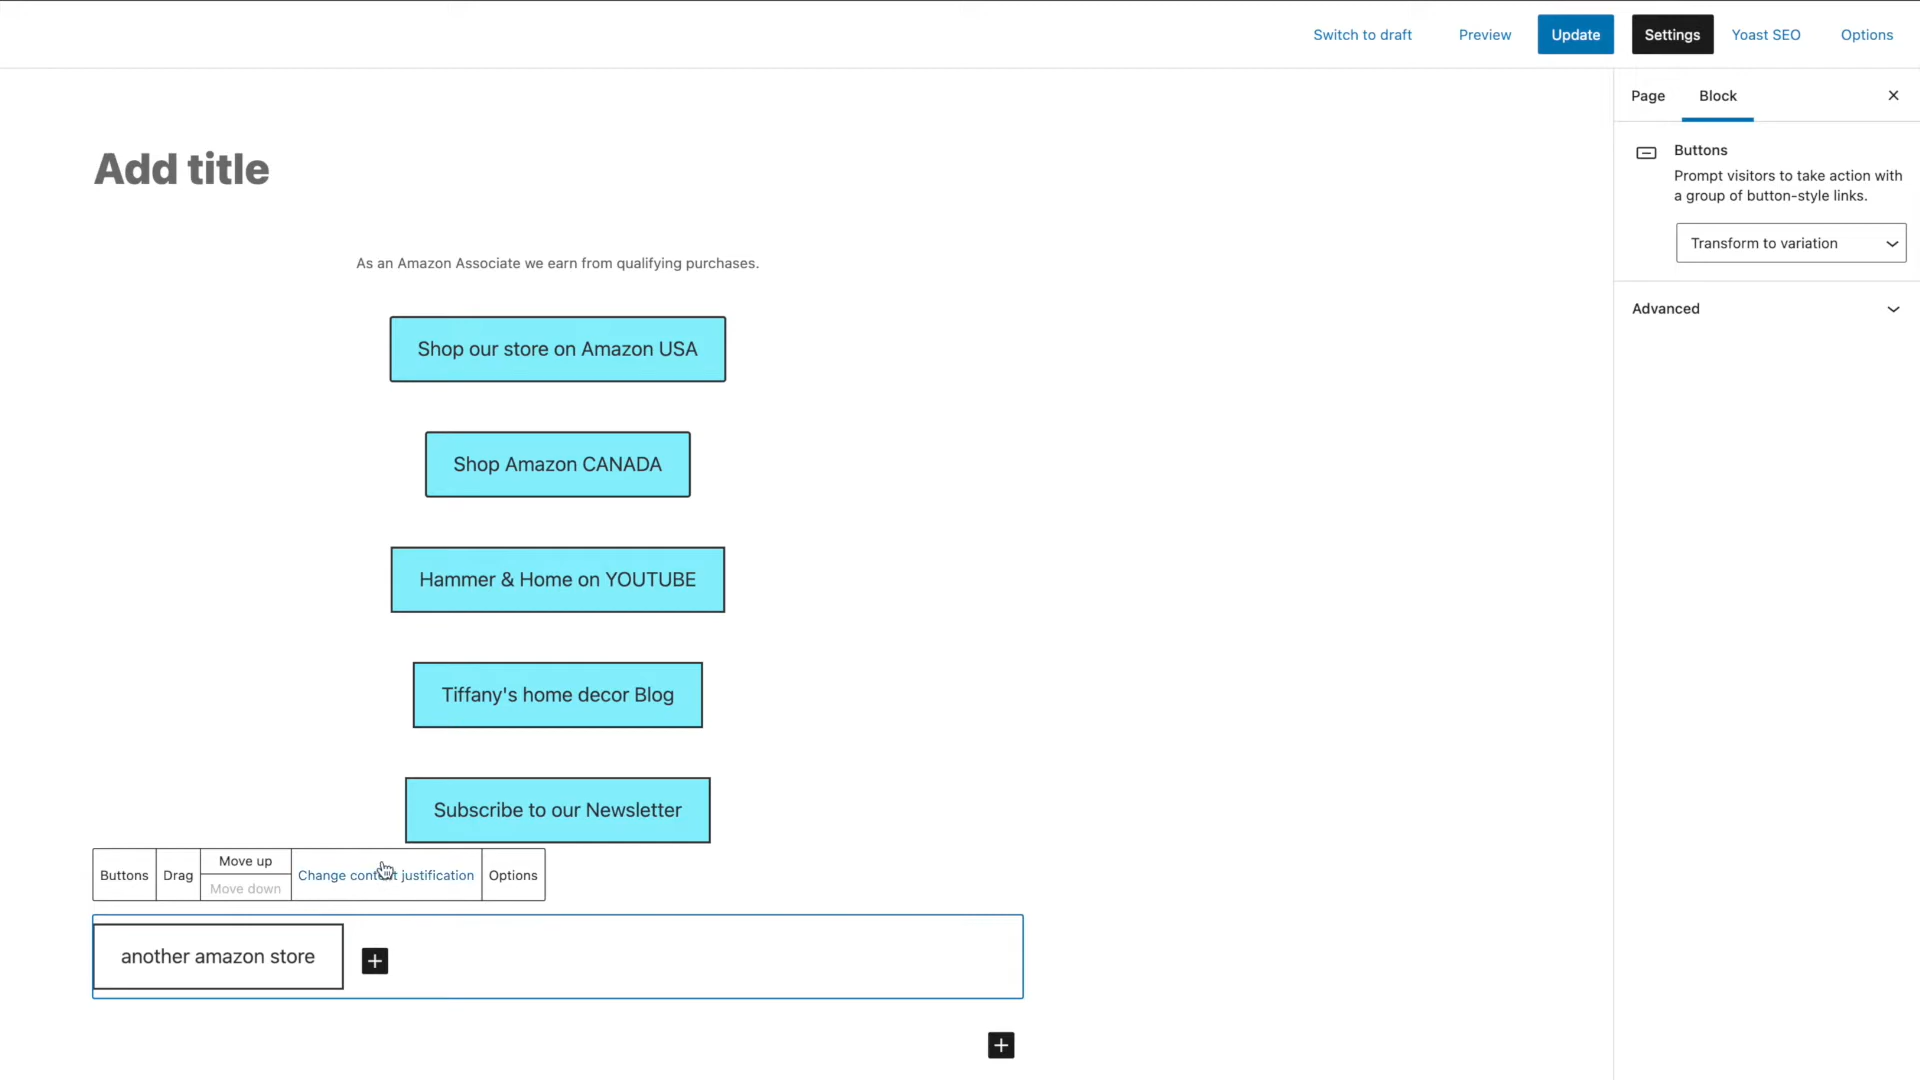 Switch to draft
Preview
Update
Settings
Yoast SEO
Options
Page
Block
Buttons
Prompt visitors to take action with
a group of button-style links.
Transform to variation
Advanced
Add title
As an Amazon Associate we earn from qualifying purchases.
Shop our store on Amazon USA
Shop Amazon CANADA
Hammer & Home on YOUTUBE
Tiffany's home decor Blog
Subscribe to our Newsletter
Buttons
Drag
Move up
Move down
Change content justification
Options
another amazon store